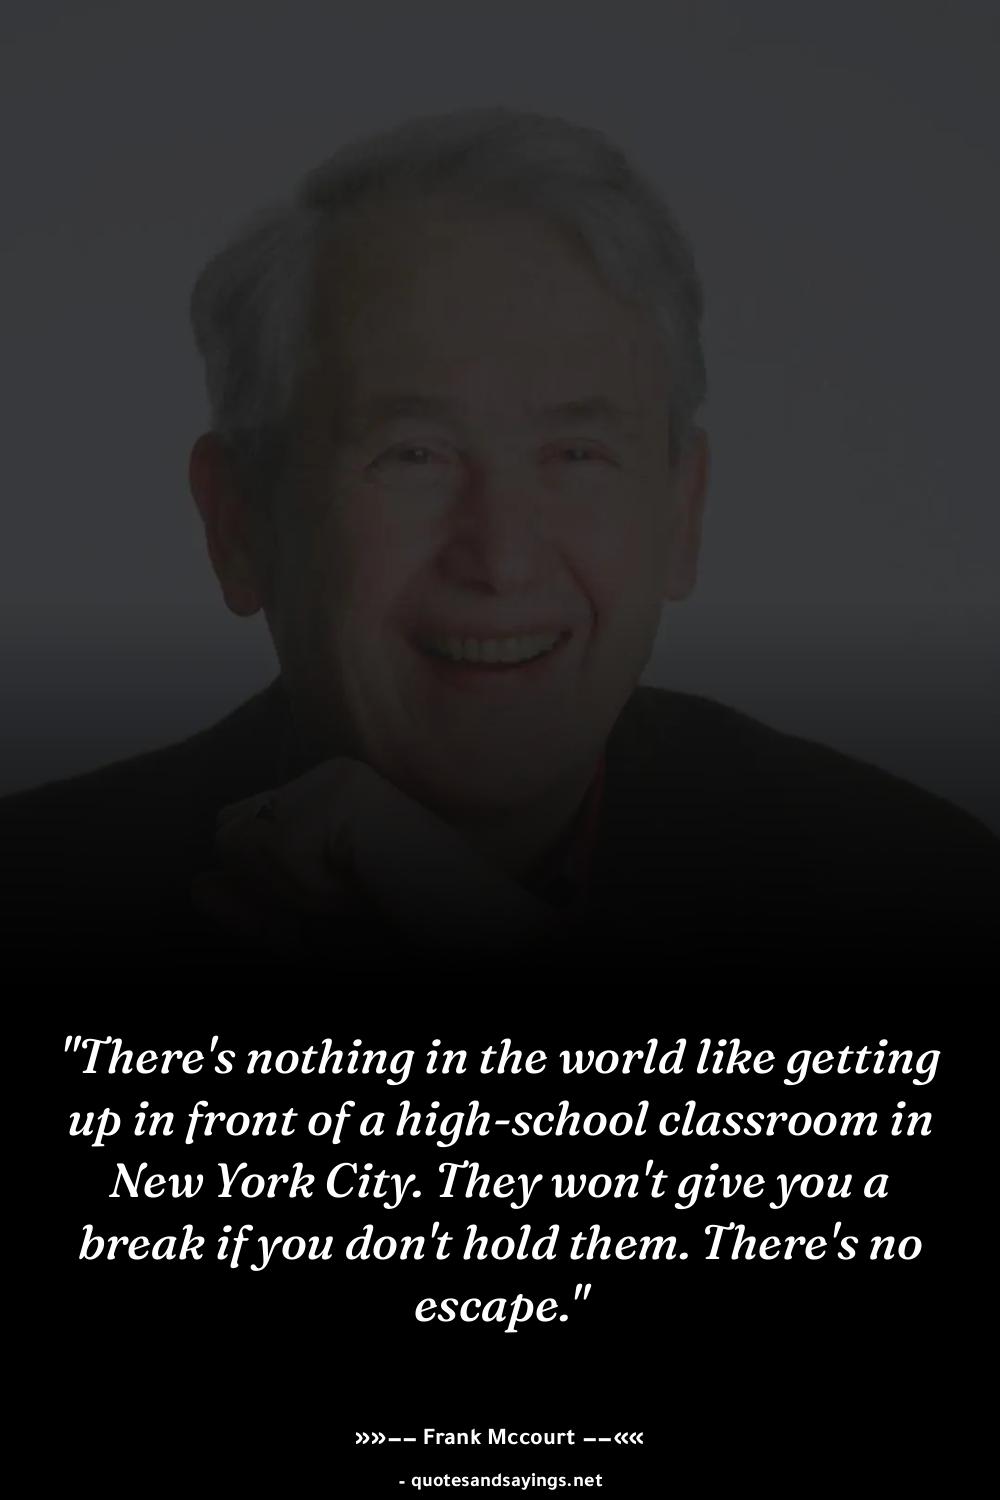 "There's nothing in the world like getting
up in front of a high-school classroom in
New York City. They won't give you a
break if you don't hold them. There's no
escape."
»»−− Frank Mccourt −−««
- quotesandsayings.net